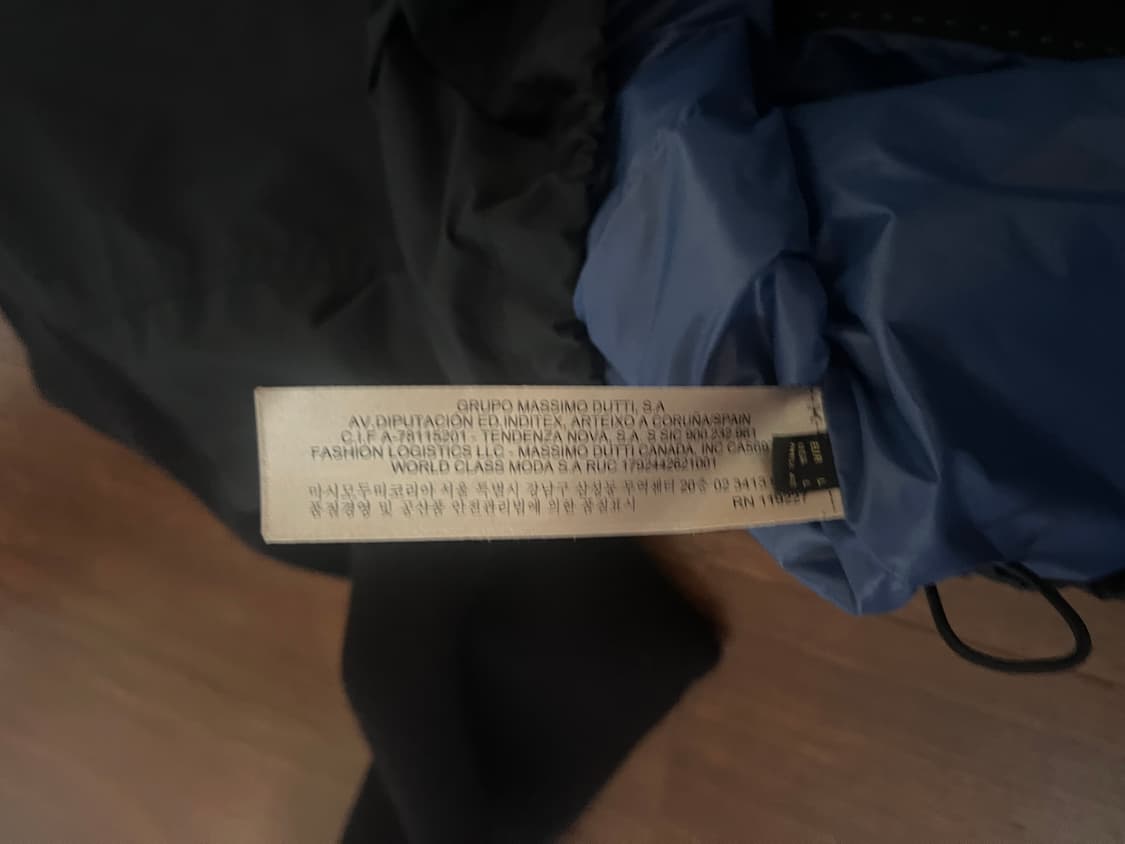 GRUPO MASSIMO DUTTI, S.A
AV.DIPUTACIÓN ED.INDITEX, ARTEIXO A CORUÑA/SPAIN
C.I.F A-78115201 - TENDENZA NOVA, S.A. S SIC 900 232 961
FASHION LOGISTICS LLC - MASSIMO DUTTI CANADA, INC CA569
WORLD CLASS MODA S.A RUC 1792442621001
마시모두띠코리아 서울 특별시 강남구 삼성동 무역센터 20층 02 3413
품질경영 및 공산품 안전관리법에 의한 품질표시
RN
EUR L